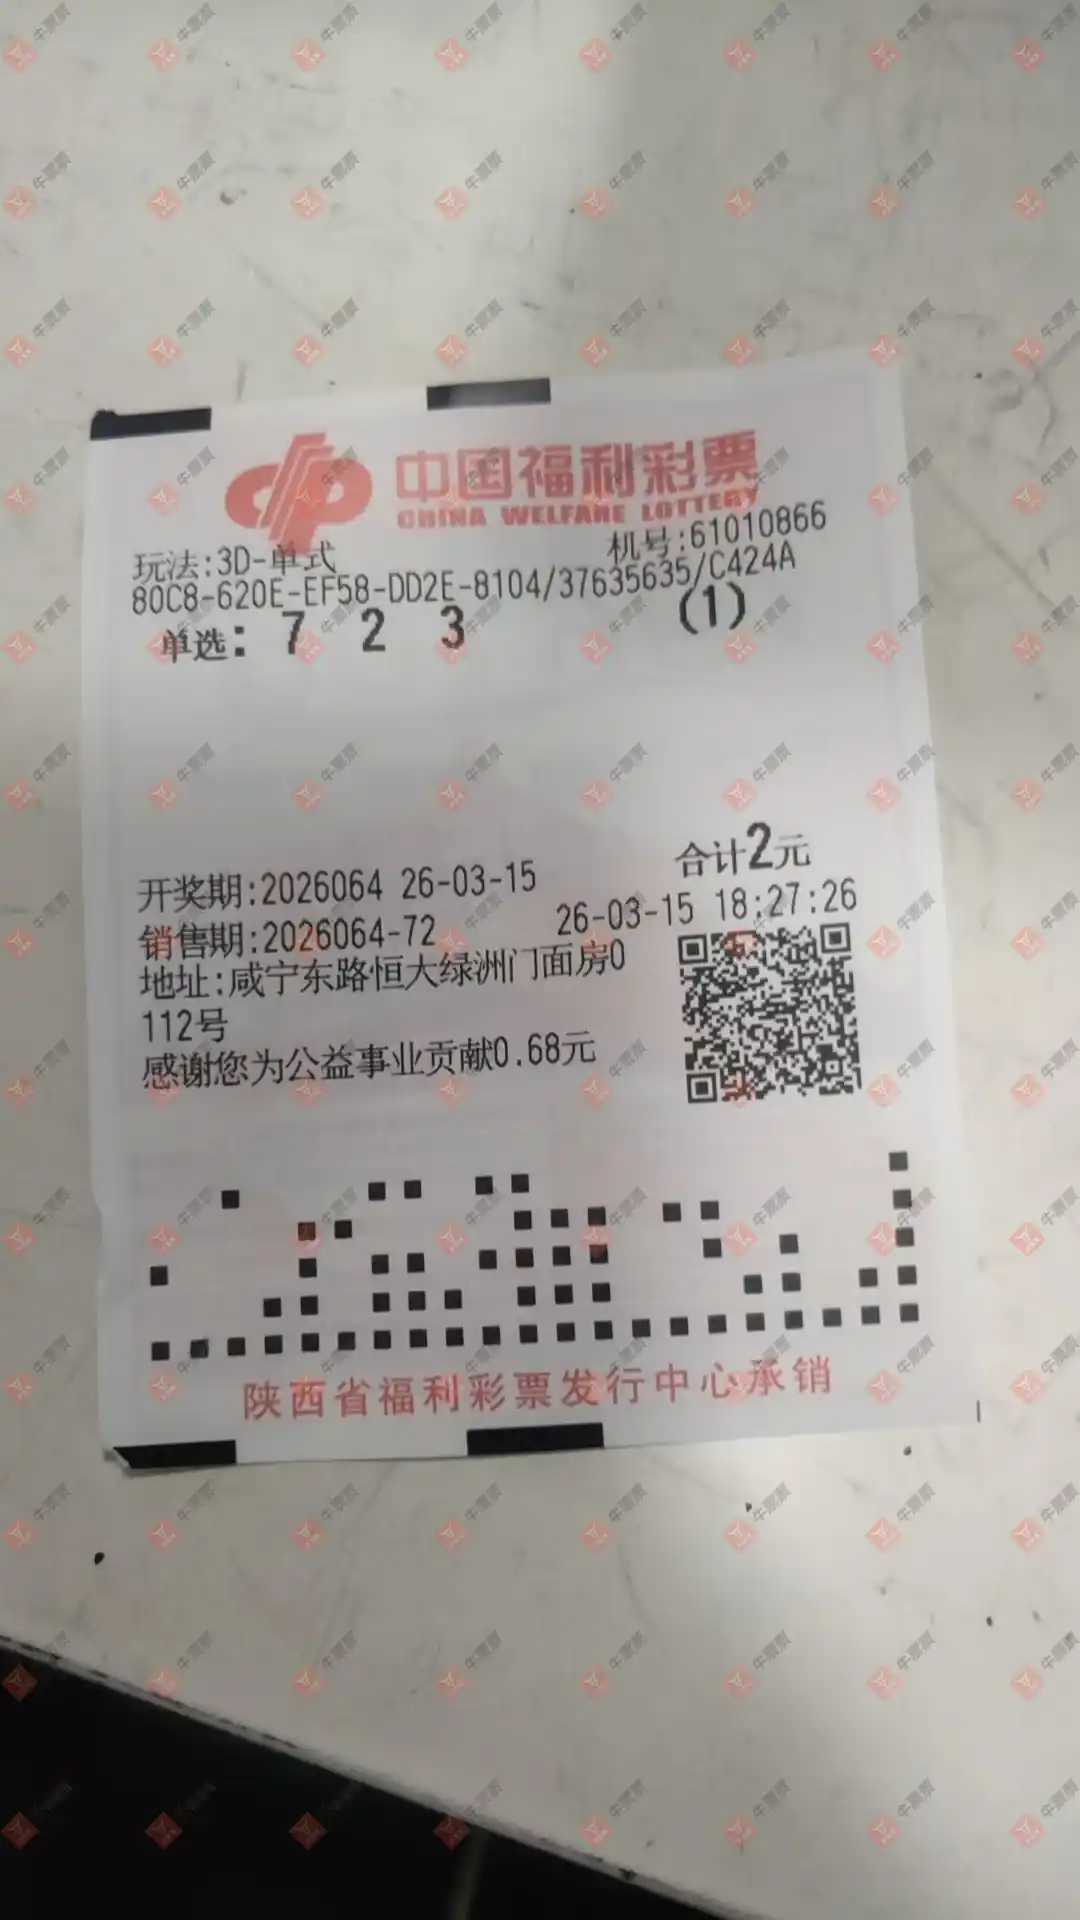 中国福利彩票
CHINA WELFARE LOTTERY
玩法:3D-单式 机号:61010866
80C8-620E-EF58-DD2E-8104/37635635/C424A
单选: 7 2 3 (1)
合计2元
开奖期:2026064 26-03-15
销售期:2026064-72 26-03-15 18:27:26
地址:咸宁东路恒大绿洲门面房0
112号
感谢您为公益事业贡献0.68元
陕西省福利彩票发行中心承销
牛票票